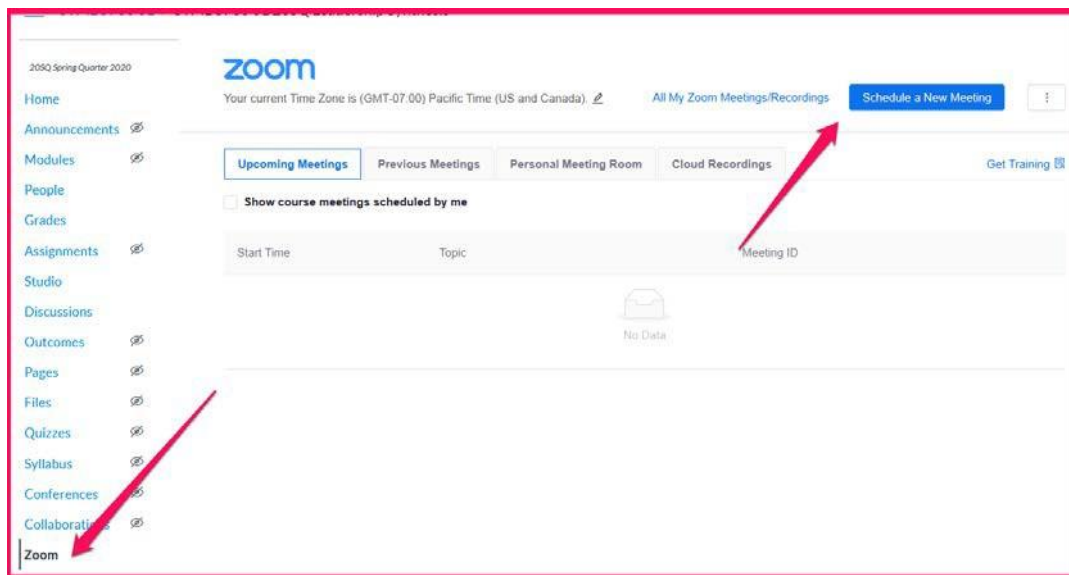 20SQ Spring Quarter 2020
Home
Announcements
Modules
People
Grades
Assignments
Studio
Discussions
Outcomes
Pages
Files
Quizzes
Syllabus
Conferences
Collaborations
Zoom
zoom
Your current Time Zone is (GMT-07:00) Pacific Time (US and Canada).
All My Zoom Meetings/Recordings
Schedule a New Meeting
Upcoming Meetings Previous Meetings Personal Meeting Room Cloud Recordings Get Training
Show course meetings scheduled by me
Start Time Topic Meeting ID
No Data